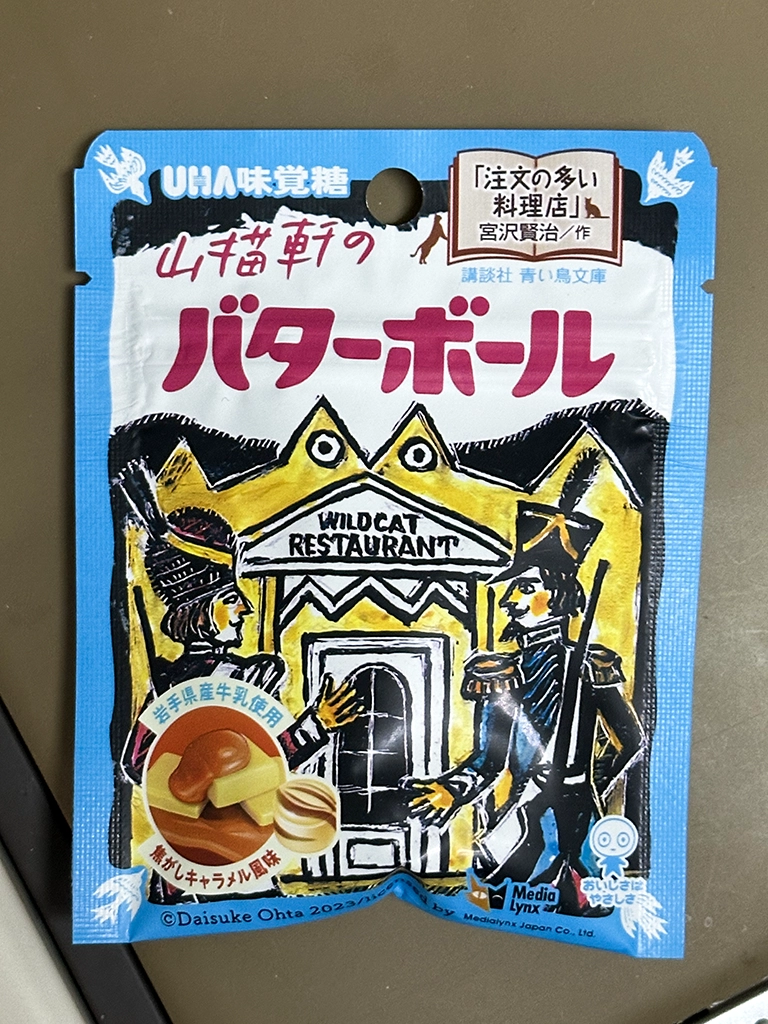 UHA味覚糖
「注文の多い
料理店」
宮沢賢治/作
講談社 青い鳥文庫
山猫軒の
バターボール
WILDCAT
RESTAURANT
岩手県産牛乳使用
焦がしキャラメル風味
おいしさは
やさしさ
Media
Lynx
©Daisuke Ohta 2023/licensed by Medialynx Japan Co., Ltd.